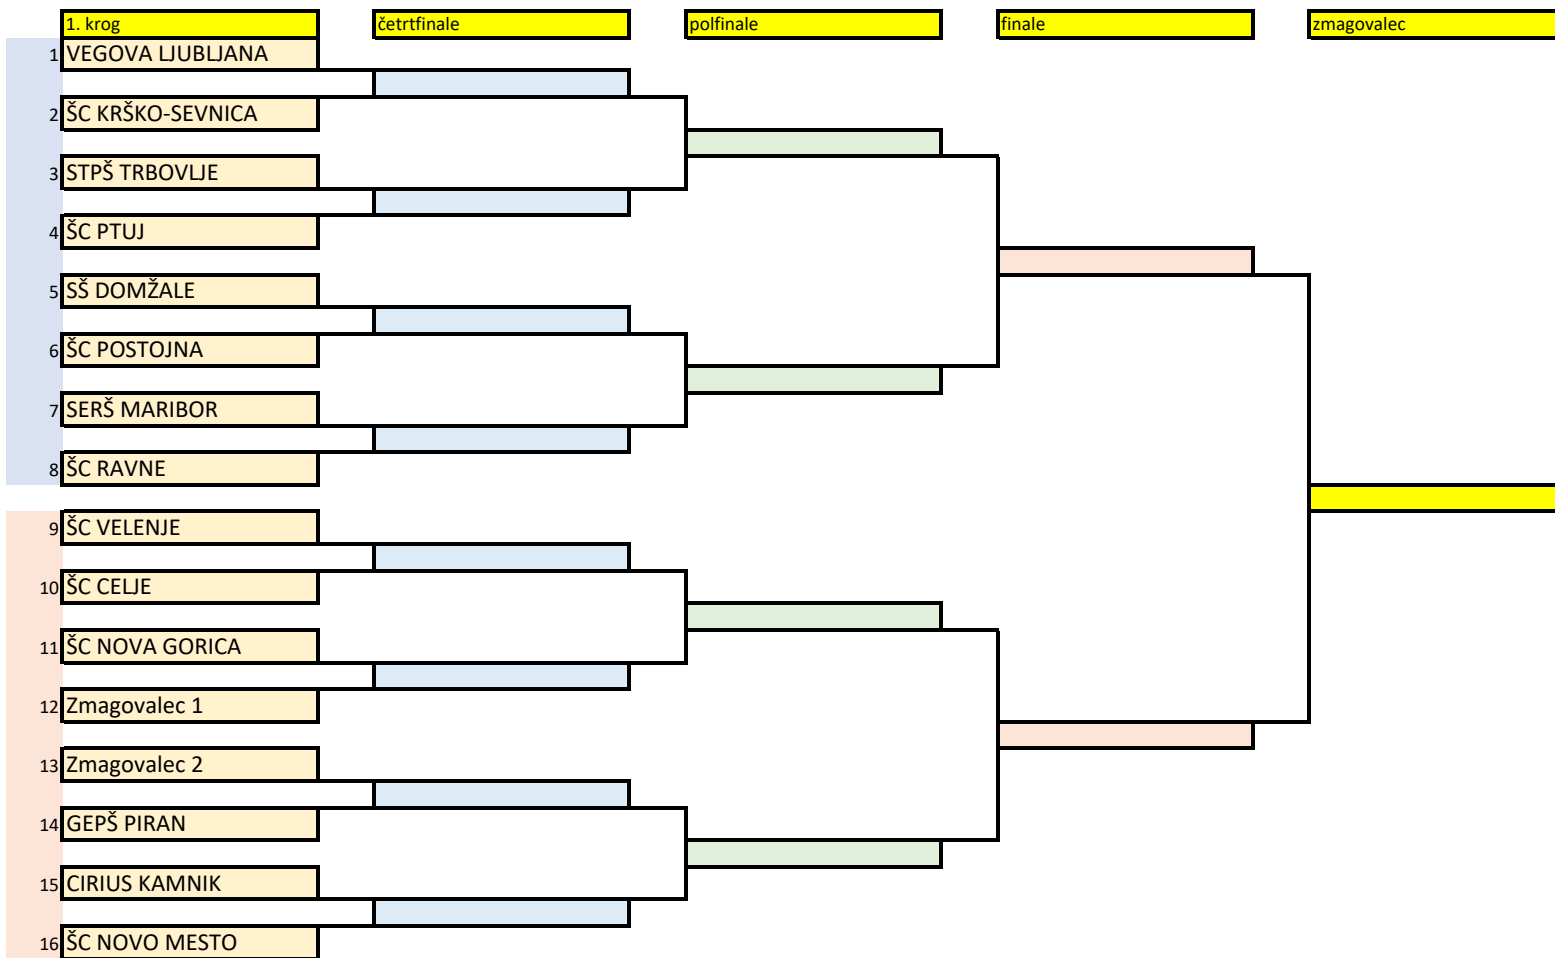 1. krog četrtfinale polfinale finale zmagovalec
1 VEGOVA LJUBLJANA
2 ŠC KRŠKO-SEVNICA
3 STPŠ TRBOVLJE
4 ŠC PTUJ
5 SŠ DOMŽALE
6 ŠC POSTOJNA
7 SERŠ MARIBOR
8 ŠC RAVNE
9 ŠC VELENJE
10 ŠC CELJE
11 ŠC NOVA GORICA
12 Zmagovalec 1
13 Zmagovalec 2
14 GEPŠ PIRAN
15 CIRIUS KAMNIK
16 ŠC NOVO MESTO